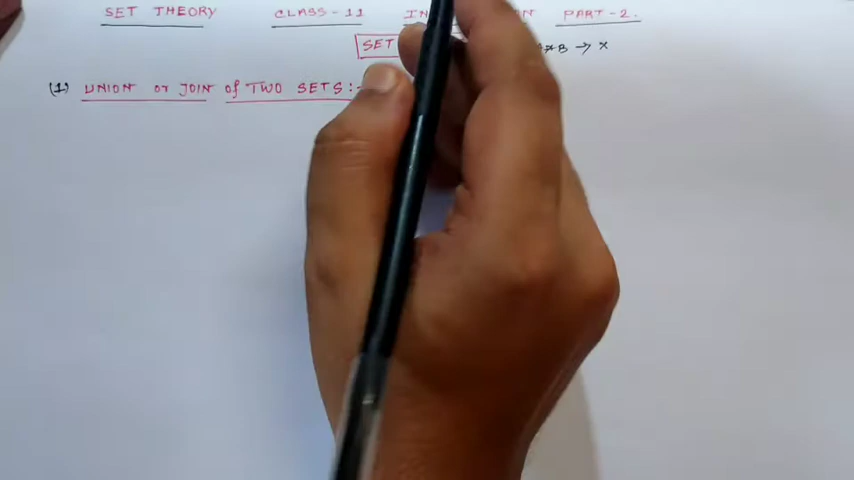 SET THEORY CLASS-11 PART-2.
SET *B → x
(1) UNION or JOIN of TWO SETS :-